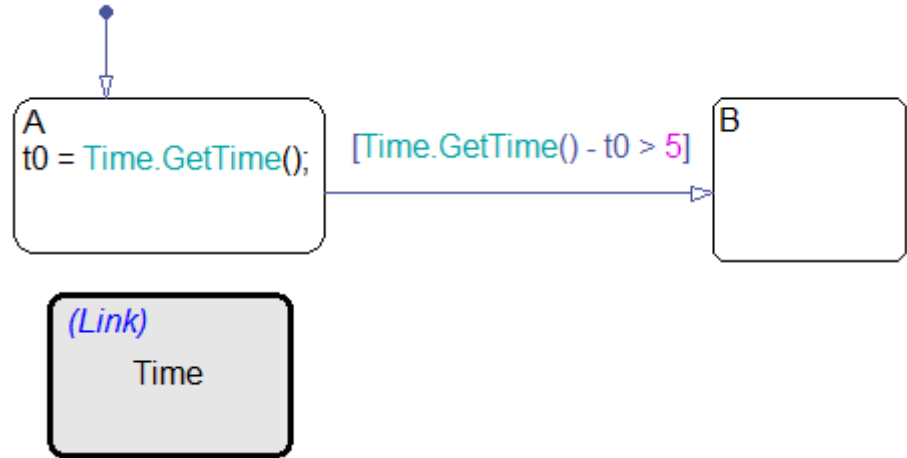 A
t0 = Time.GetTime();
[Time.GetTime() - t0 > 5]
B
(Link)
Time